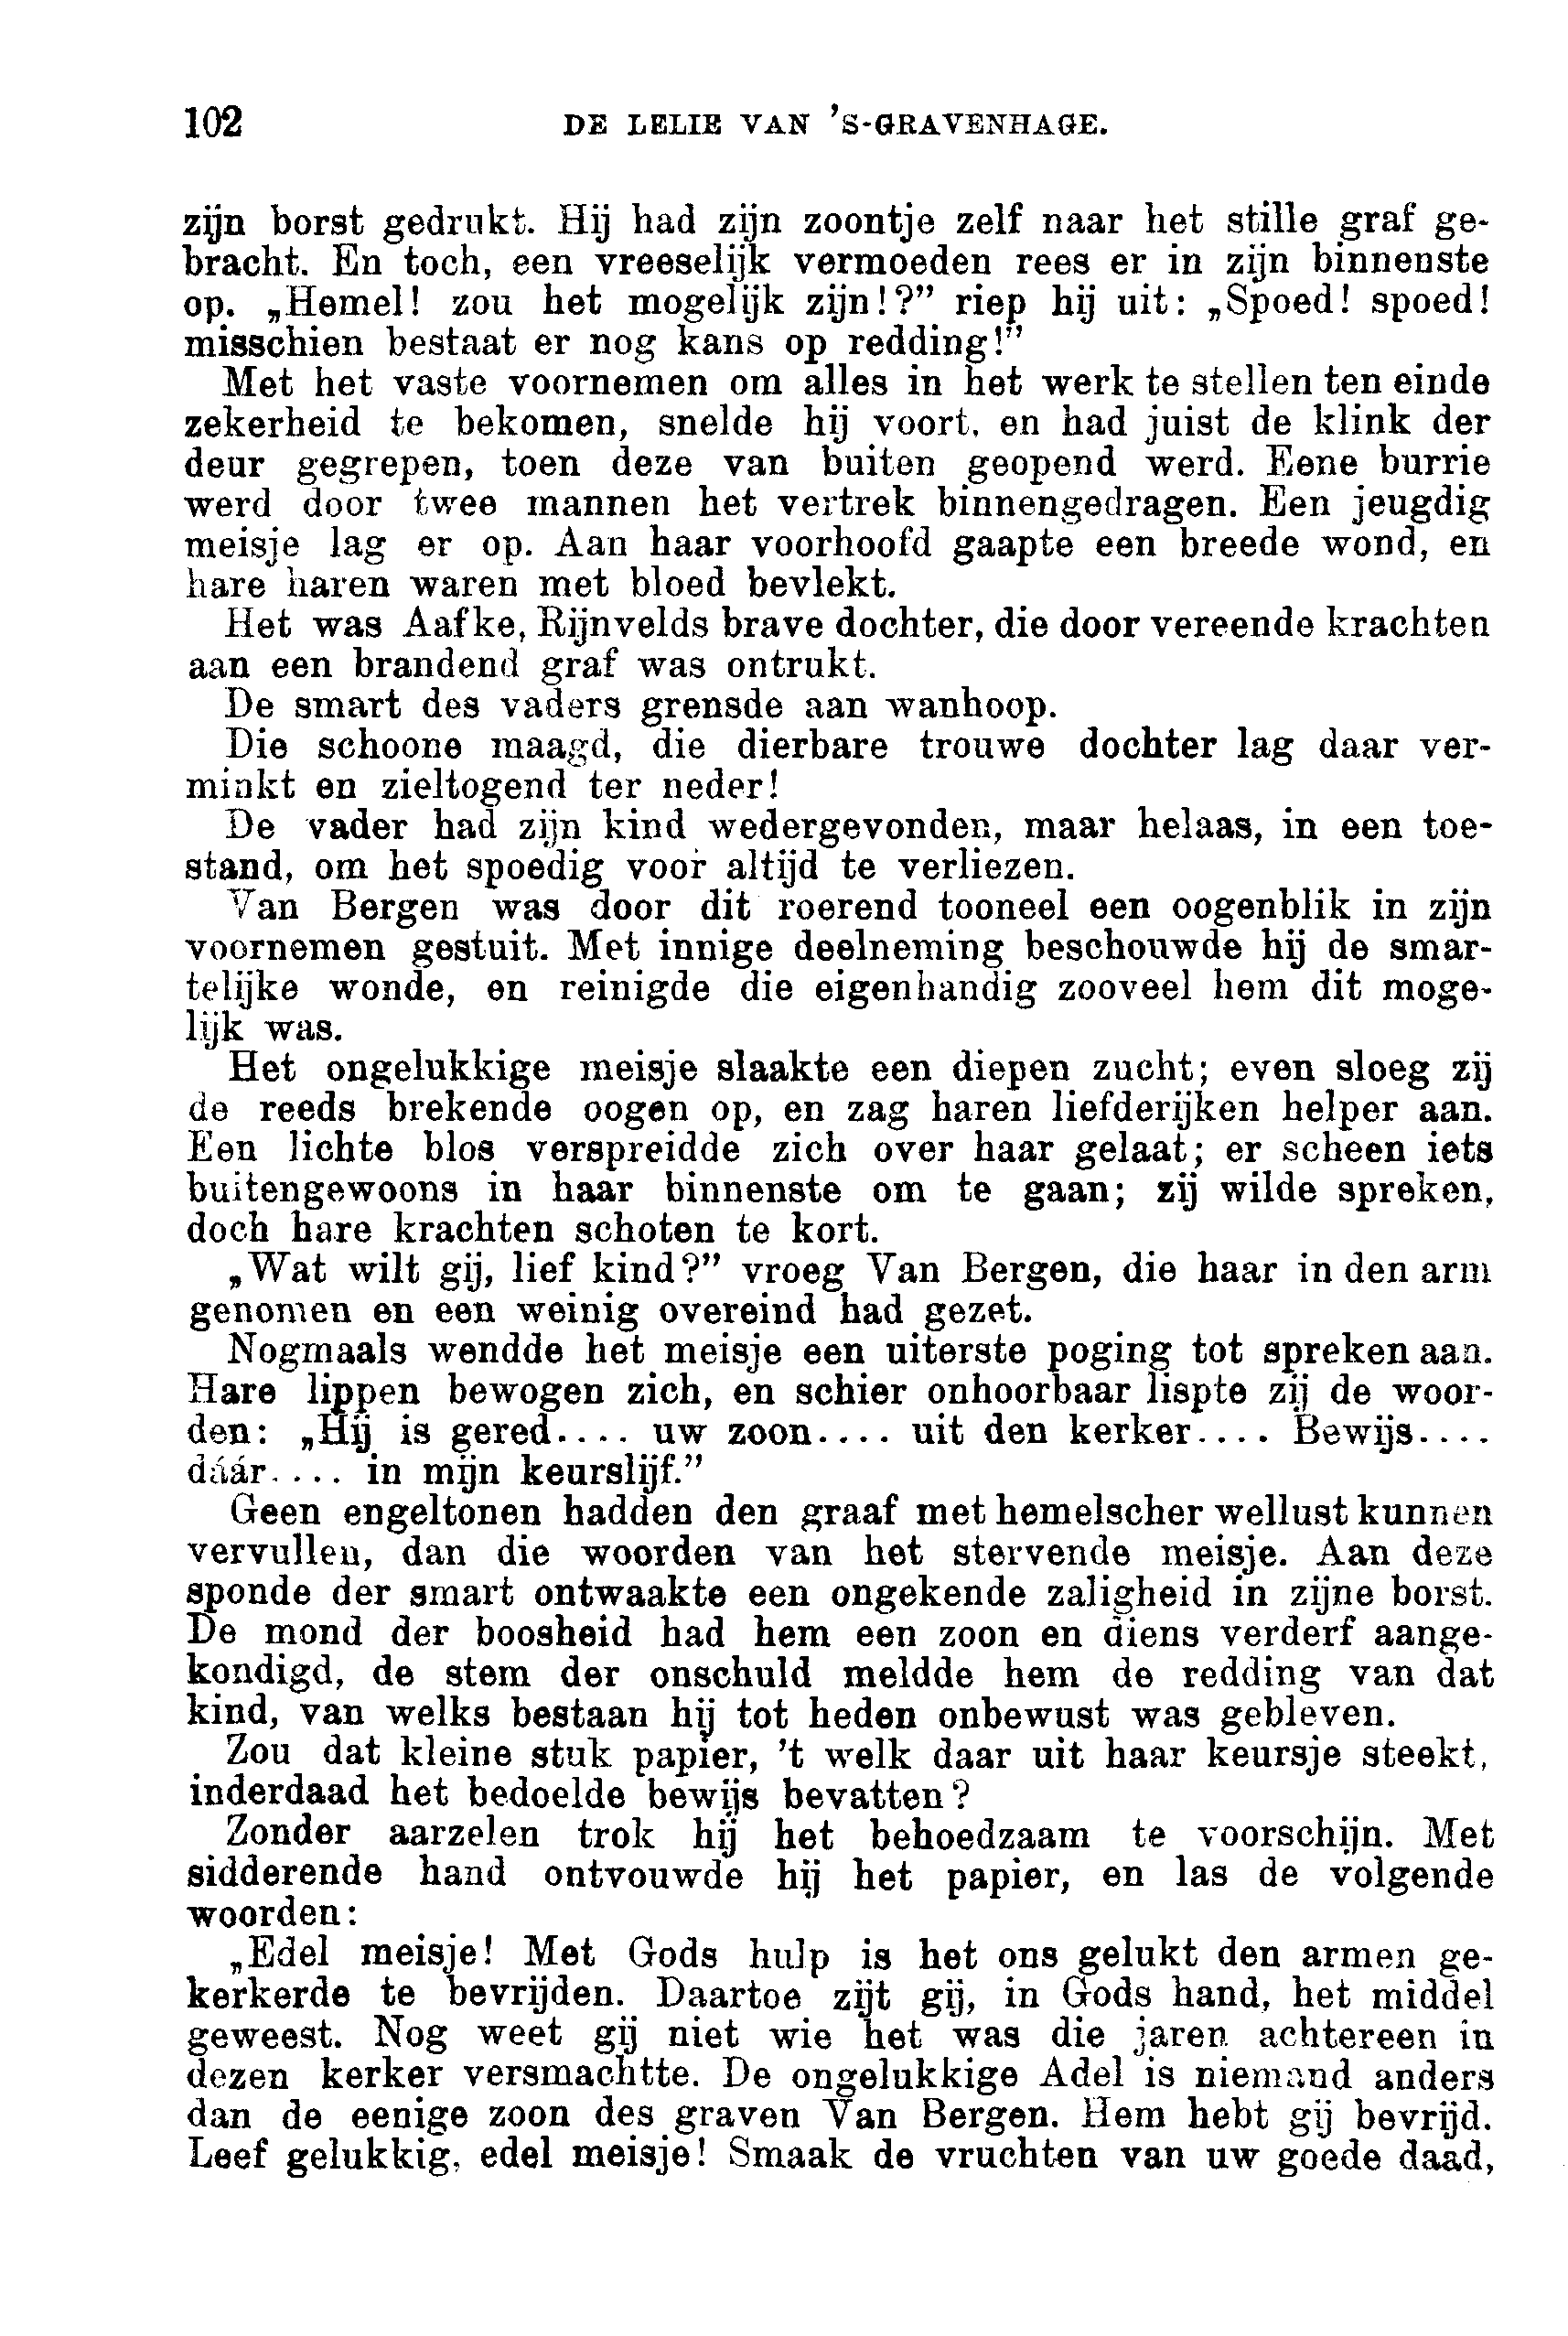 102 DE LELIE VAN 'S-GRAVENHAGE.
zijn borst gedrukt. Hij had zijn zoontje zelf naar het stille graf ge-
bracht. En toch, een vreeselijk vermoeden rees er in zijn binnenste
op. „Hemel! zou het mogelijk zijn!?” riep hij uit: „Spoed! spoed!
misschien bestaat er nog kans op redding!”
Met het vaste voornemen om alles in het werk te stellen ten einde
zekerheid te bekomen, snelde hij voort, en had juist de klink der
deur gegrepen, toen deze van buiten geopend werd. Eene burrie
werd door twee mannen het vertrek binnengedragen. Een jeugdig
meisje lag er op. Aan haar voorhoofd gaapte een breede wond, en
hare haren waren met bloed bevlekt.
Het was Aafke, Rijnvelds brave dochter, die door vereende krachten
aan een brandend graf was ontrukt.
De smart des vaders grensde aan wanhoop.
Die schoone maagd, die dierbare trouwe dochter lag daar ver-
minkt en zieltogend ter neder!
De vader had zijn kind wedergevonden, maar helaas, in een toe-
stand, om het spoedig voor altijd te verliezen.
Van Bergen was door dit roerend tooneel een oogenblik in zijn
voornemen gestuit. Met innige deelneming beschouwde hij de smar-
telijke wonde, en reinigde die eigenhandig zooveel hem dit moge-
lijk was.
Het ongelukkige meisje slaakte een diepen zucht; even sloeg zij
de reeds brekende oogen op, en zag haren liefderijken helper aan.
Een lichte blos verspreidde zich over haar gelaat; er scheen iets
buitengewoons in haar binnenste om te gaan; zij wilde spreken,
doch hare krachten schoten te kort.
„Wat wilt gij, lief kind?” vroeg Van Bergen, die haar in den arm
genomen en een weinig overeind had gezet.
Nogmaals wendde het meisje een uiterste poging tot spreken aan.
Hare lippen bewogen zich, en schier onhoorbaar lispte zij de woor-
den: „Hij is gered.... uw zoon.... uit den kerker.... Bewijs....
dáár.... in mijn keurslijf.”
Geen engeltonen hadden den graaf met hemelscher wellust kunnen
vervullen, dan die woorden van het stervende meisje. Aan deze
sponde der smart ontwaakte een ongekende zaligheid in zijne borst.
De mond der boosheid had hem een zoon en diens verderf aange-
kondigd, de stem der onschuld meldde hem de redding van dat
kind, van welks bestaan hij tot heden onbewust was gebleven.
Zou dat kleine stuk papier, 't welk daar uit haar keursje steekt,
inderdaad het bedoelde bewijs bevatten?
Zonder aarzelen trok hij het behoedzaam te voorschijn. Met
sidderende hand ontvouwde hij het papier, en las de volgende
woorden:
„Edel meisje! Met Gods hulp is het ons gelukt den armen ge-
kerkerde te bevrijden. Daartoe zijt gij, in Gods hand, het middel
geweest. Nog weet gij niet wie het was die jaren achtereen in
dezen kerker versmachtte. De ongelukkige Adel is niemand anders
dan de eenige zoon des graven Van Bergen. Hem hebt gij bevrijd.
Leef gelukkig, edel meisje! Smaak de vruchten van uw goede daad,